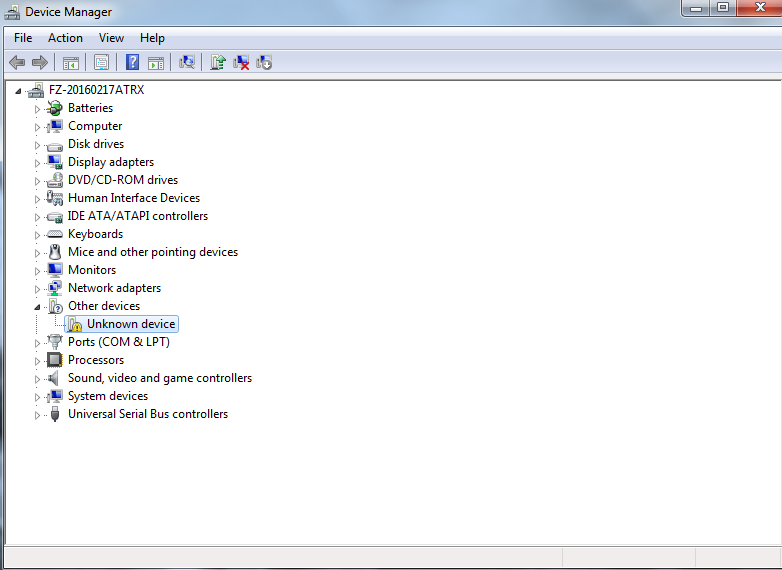 Device Manager
File Action View Help
FZ-20160217ATRX
Batteries
Computer
Disk drives
Display adapters
DVD/CD-ROM drives
Human Interface Devices
IDE ATA/ATAPI controllers
Keyboards
Mice and other pointing devices
Monitors
Network adapters
Other devices
Unknown device
Ports (COM & LPT)
Processors
Sound, video and game controllers
System devices
Universal Serial Bus controllers